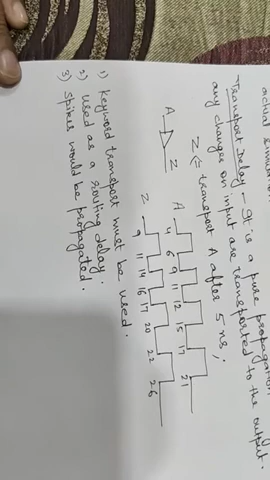 actual simulation
Transport Delay - It is a pure propagation
any changes on input are transported to the output.
Z <= transport A after 5 ns;
A Z
A 4 6 9 11 12 15 17 21
Z 9 11 14 16 17 20 22 26
1) Keyword transport must be used.
2) used as a routing delay.
3) Spikes would be propagated.